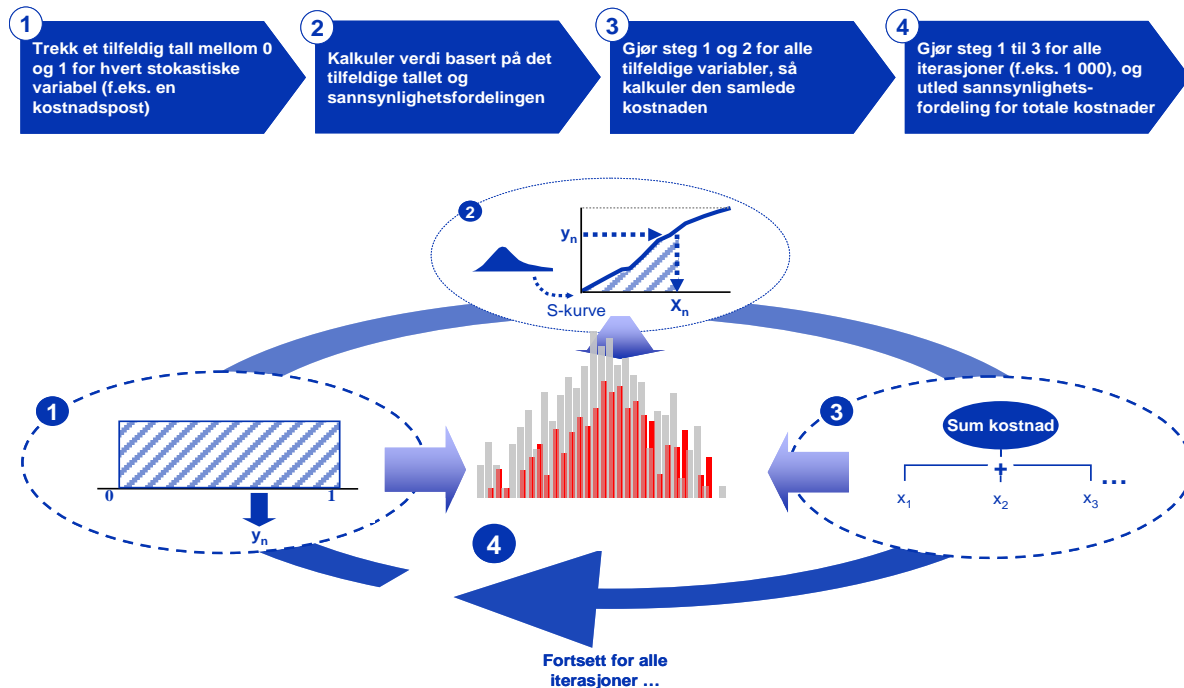 1
Trekk et tilfeldig tall mellom 0
og 1 for hvert stokastiske
variabel (f.eks. en
kostnadspost)
2
Kalkuler verdi basert på det
tilfeldige tallet og
sannsynlighetsfordelingen
3
Gjør steg 1 og 2 for alle
tilfeldige variabler, så
kalkuler den samlede
kostnaden
4
Gjør steg 1 til 3 for alle
iterasjoner (f.eks. 1 000), og
utled sannsynlighets-
fordeling for totale kostnader
2
yn
S-kurve
Xn
1
0 1
yn
3
Sum kostnad
+
x1 x2 x3 ...
4
Fortsett for alle
iterasjoner ...